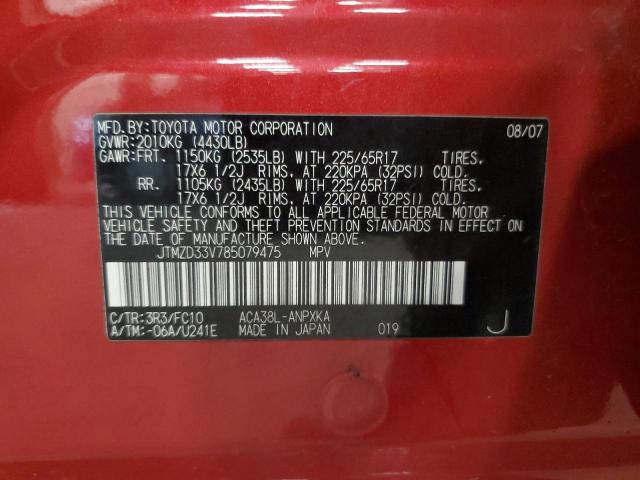 MFD.BY:TOYOTA MOTOR CORPORATION 08/07
GVWR:2010KG (4430LB)
GAWR:FRT. 1150KG (2535LB) WITH 225/65R17 TIRES.
17X6 1/2J RIMS, AT 220KPA (32PSI) COLD.
RR. 1105KG (2435LB) WITH 225/65R17 TIRES.
17X6 1/2J RIMS, AT 220KPA (32PSI) COLD.
THIS VEHICLE CONFORMS TO ALL APPLICABLE FEDERAL MOTOR
VEHICLE SAFETY AND THEFT PREVENTION STANDARDS IN EFFECT ON
THE DATE OF MANUFACTURE SHOWN ABOVE.
JTMZD33V785079475 MPV
C/TR:3R3/FC10 ACA38L-ANPXKA
A/TM:-06A/U241E MADE IN JAPAN 019 J